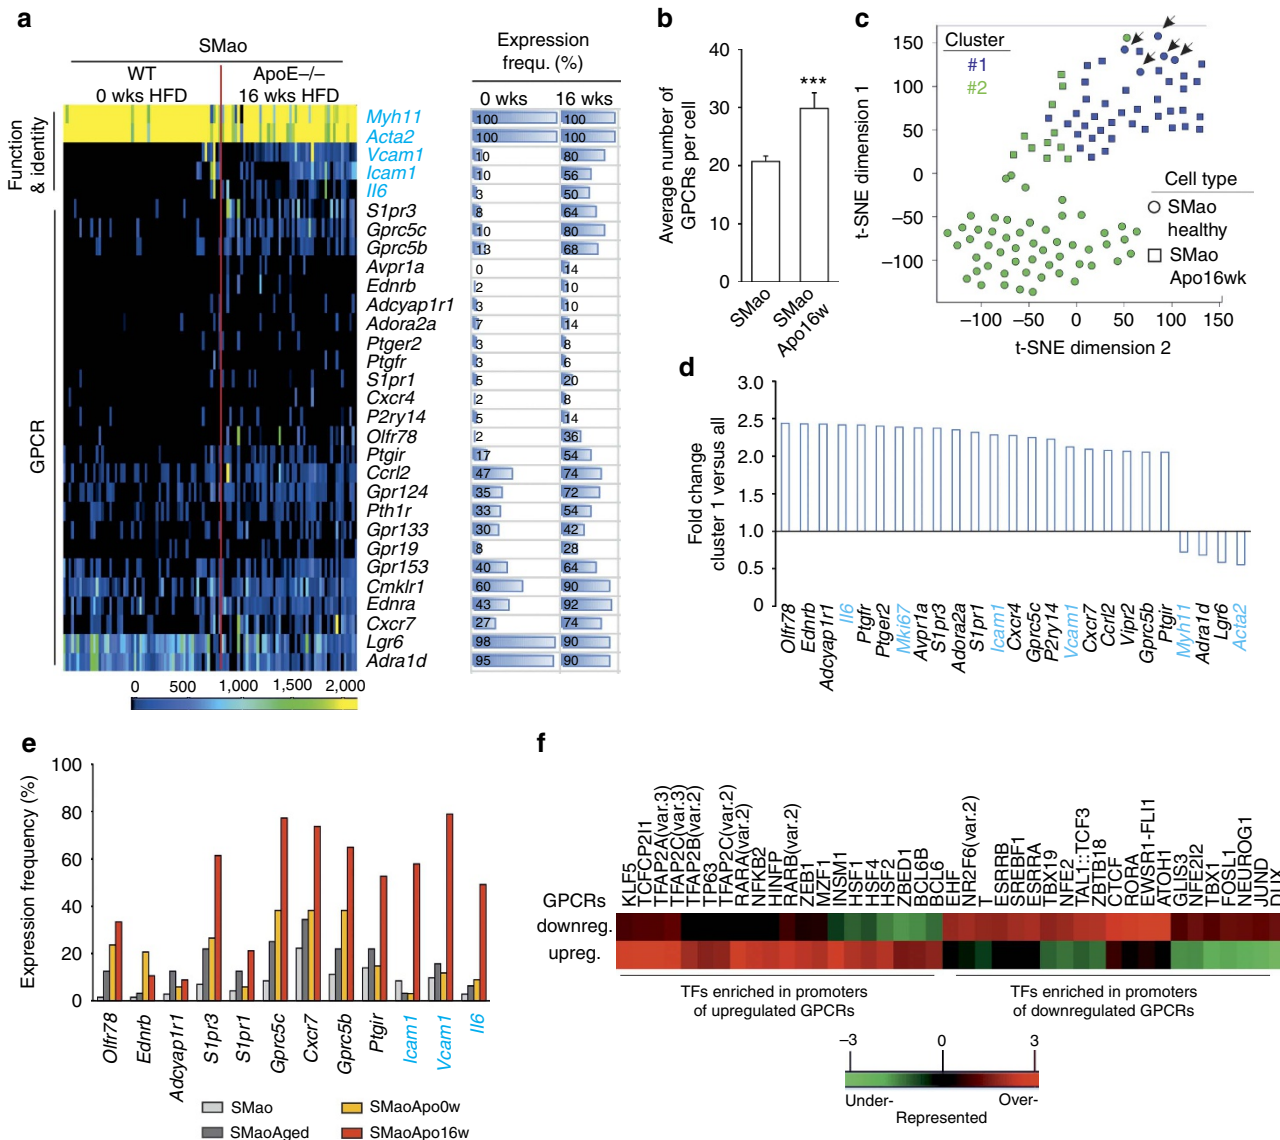 a
SMao
WT
0 wks HFD
ApoE−/−
16 wks HFD
Expression
frequ. (%)
0 wks
16 wks
Function
& identity
GPCR
Myh11 100 100
Acta2 100 100
Vcam1 10 80
Icam1 10 56
Il6 3 50
S1pr3 8 64
Gprc5c 10 80
Gprc5b 13 68
Avpr1a 0 14
Ednrb 2 10
Adcyap1r1 3 10
Adora2a 7 14
Ptger2 3 8
Ptgfr 3 6
S1pr1 5 20
Cxcr4 2 8
P2ry14 5 14
Olfr78 2 36
Ptgir 17 54
Ccrl2 47 74
Gpr124 35 72
Pth1r 33 54
Gpr133 30 42
Gpr19 8 28
Gpr153 40 64
Cmklr1 60 90
Ednra 43 92
Cxcr7 27 74
Lgr6 98 90
Adra1d 95 90
0 500 1,000 1,500 2,000
b
Average number of
GPCRs per cell
40
30
20
10
0
***
SMao
SMao
Apo16w
c
Cluster
#1
#2
t-SNE dimension 1
150
100
50
0
−50
−100
Cell type
SMao
healthy
SMao
Apo16wk
−100 −50 0 50 100 150
t-SNE dimension 2
d
Fold change
cluster 1 versus all
3.0
2.5
2.0
1.0
0.5
0
Olfr78
Ednrb
Adcyap1r1
Il6
Ptgfr
Ptger2
Mki67
Avpr1a
S1pr3
Adora2a
S1pr1
Icam1
Cxcr4
Gprc5c
P2ry14
Vcam1
Cxcr7
Ccrl2
Vipr2
Gprc5b
Ptgir
Myh11
Adra1d
Lgr6
Acta2
e
Expression frequency (%)
100
80
60
40
20
0
Olfr78
Ednrb
Adcyap1r1
S1pr3
S1pr1
Gprc5c
Cxcr7
Gprc5b
Ptgir
Icam1
Vcam1
Il6
SMao
SMaoAged
SMaoApo0w
SMaoApo16w
f
GPCRs
downreg.
upreg.
KLF5
TCFCP2l1
TFAP2A(var.3)
TFAP2C(var.3)
TFAP2B(var.2)
TP63
TFAP2C(var.2)
RARA(var.2)
NFKB2
HINFP
RARB(var.2)
ZEB1
MZF1
INSM1
HSF1
HSF4
HSF2
ZBED1
BCL6B
BCL6
EHF
NR2F6(var.2)
T
ESRRB
SREBF1
ESRRA
TBX19
NFE2
TAL1::TCF3
ZBTB18
CTCF
RORA
EWSR1-FLI1
ATOH1
GLIS3
NFE2l2
TBX1
FOSL1
NEUROG1
JUND
DUX
TFs enriched in promoters
of upregulated GPCRs
TFs enriched in promoters
of downregulated GPCRs
−3 0 3
Under-
Over-
Represented